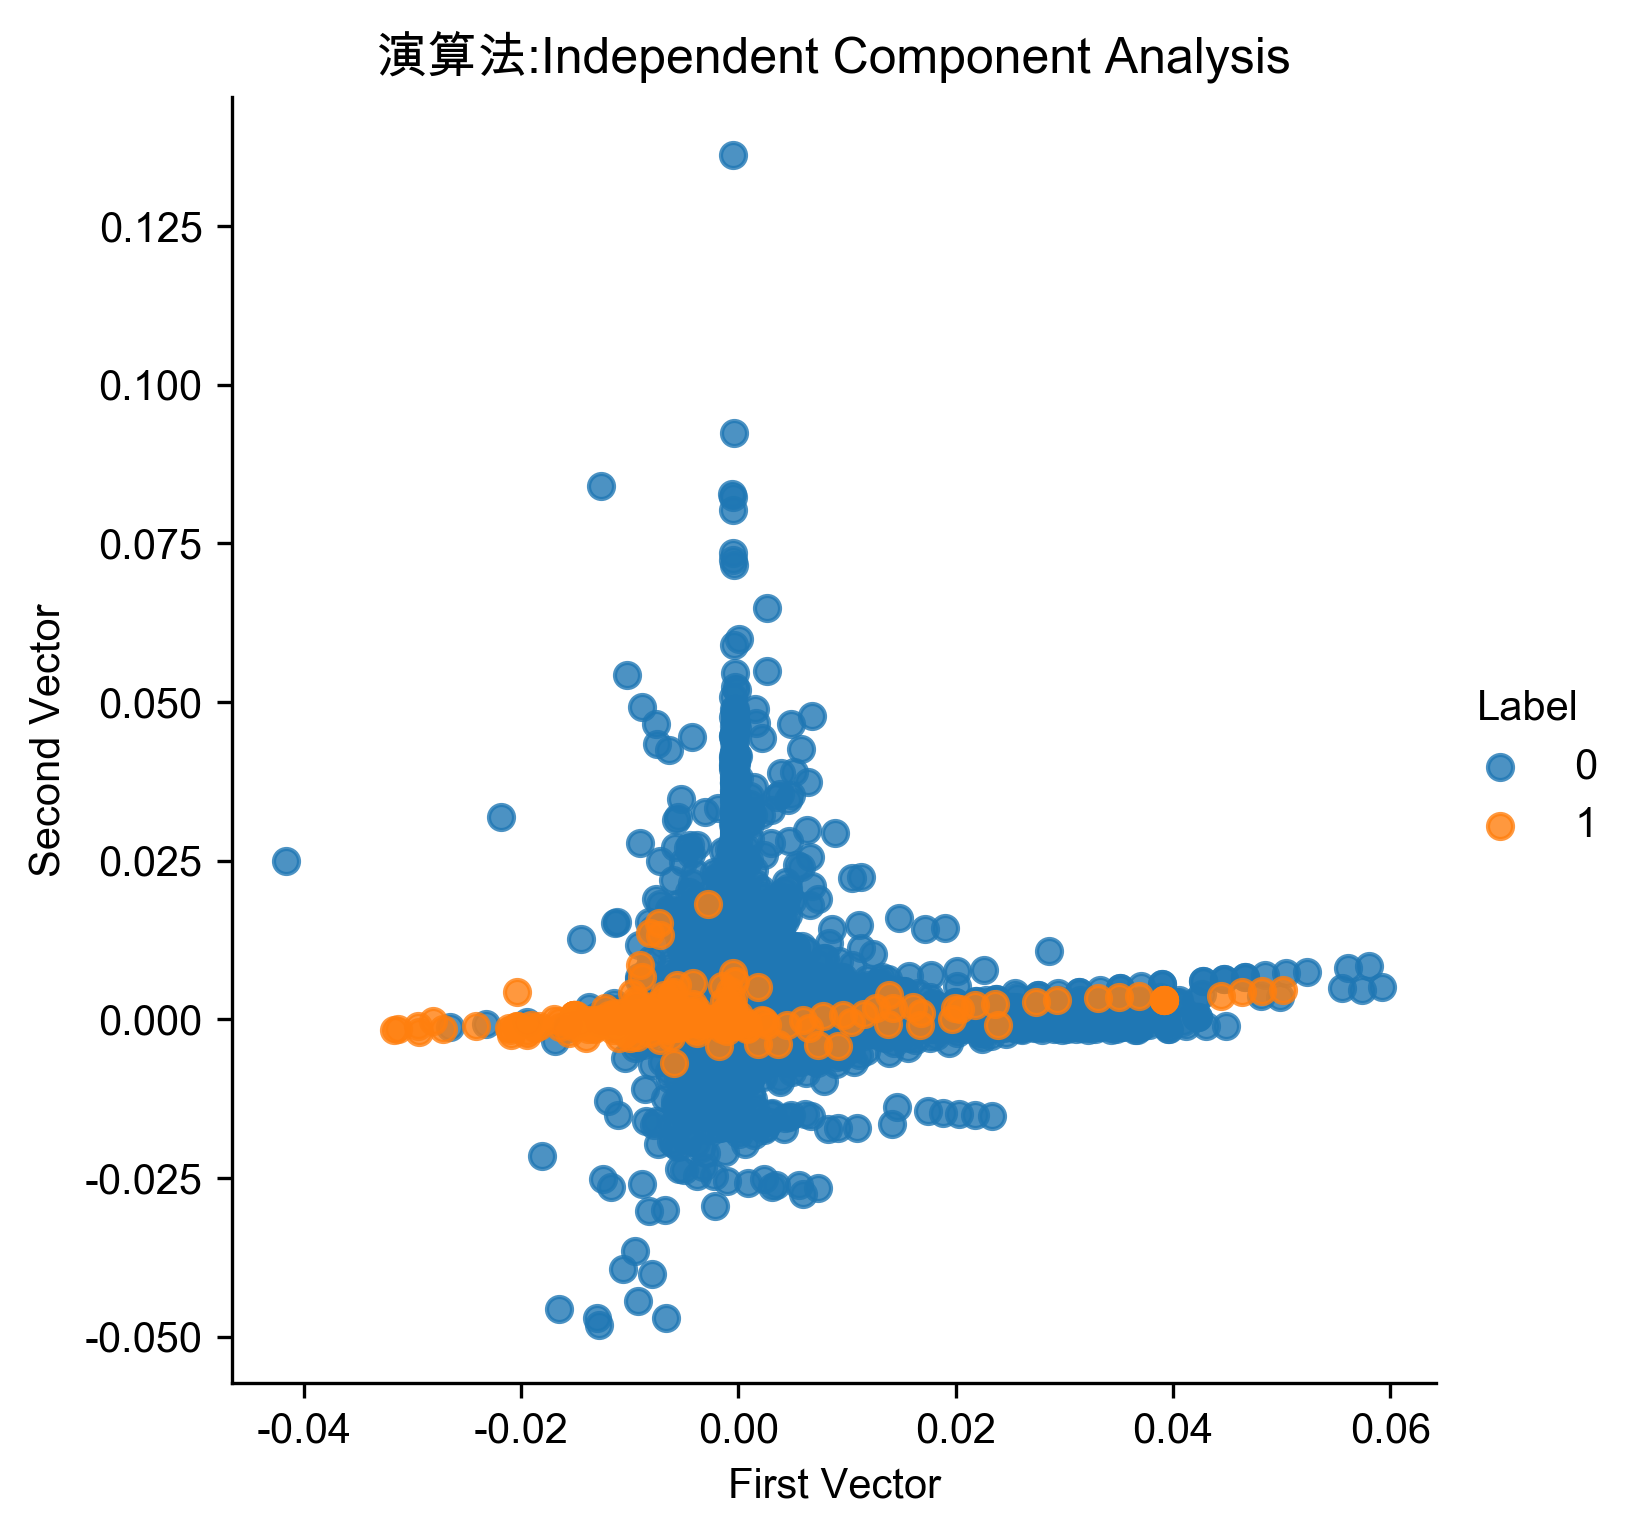 演算法:Independent Component Analysis
0.125
0.100
0.075
0.050
0.025
0.000
-0.025
-0.050
Second Vector
-0.04 -0.02 0.00 0.02 0.04 0.06
First Vector
Label
0
1